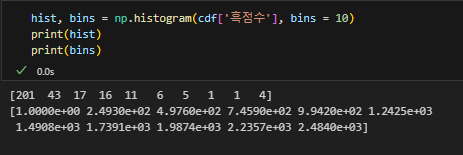 hist, bins = np.histogram(cdf['흑점수'], bins = 10)
print(hist)
print(bins)
✓ 0.0s
[201 43 17 16 11 6 5 1 1 4]
[1.0000e+00 2.4930e+02 4.9760e+02 7.4590e+02 9.9420e+02 1.2425e+03
1.4908e+03 1.7391e+03 1.9874e+03 2.2357e+03 2.4840e+03]